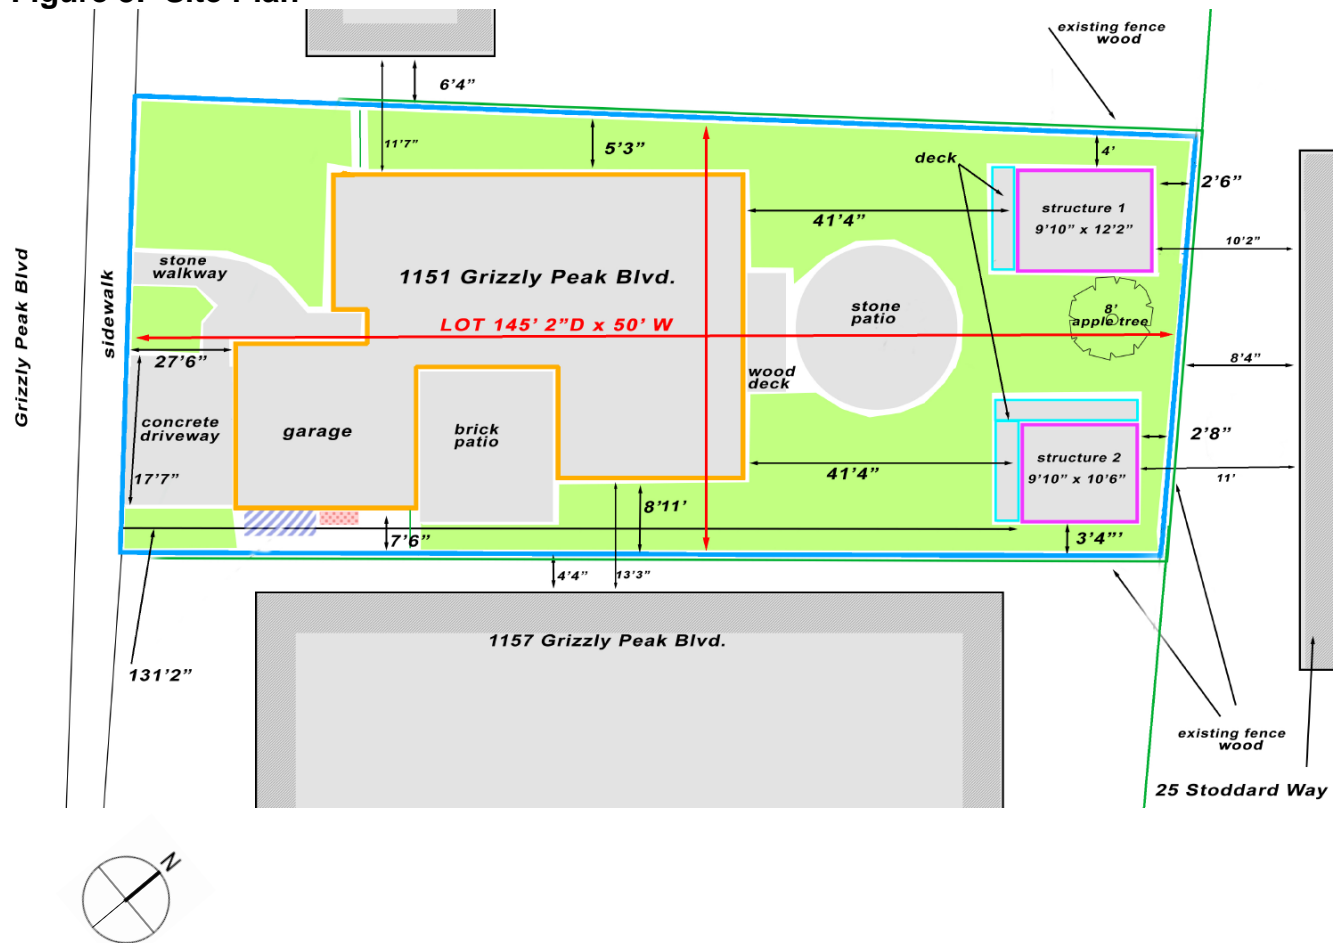 Figure 3. Site Plan
existing fence
wood
6'4"
11'7"
5'3"
4'
deck
2'6"
structure 1
9'10" x 12'2"
41'4"
10'2"
stone
walkway
1151 Grizzly Peak Blvd.
stone
patio
8'
apple tree
Grizzly Peak Blvd
sidewalk
LOT 145' 2"D x 50' W
27'6"
8'4"
wood
deck
concrete
driveway
garage
brick
patio
2'8"
structure 2
9'10" x 10'6"
41'4"
11'
17'7"
8'11'
7'6"
3'4"'
4'4"
13'3"
1157 Grizzly Peak Blvd.
131'2"
existing fence
wood
25 Stoddard Way
N